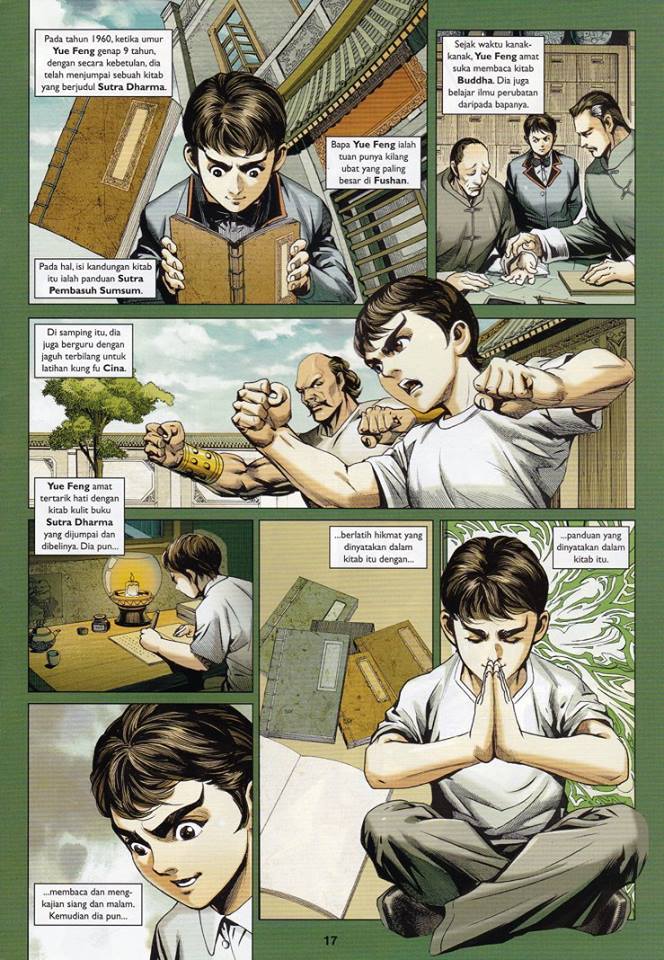 Pada tahun 1960, ketika umur
Yue Feng genap 9 tahun,
dengan secara kebetulan, dia
telah menjumpai sebuah kitab
yang berjudul Sutra Dharma.
Bapa Yue Feng ialah
tuan punya kilang
ubat yang paling
besar di Fushan.
Pada hal, isi kandungan kitab
itu ialah panduan Sutra
Pembasuh Sumsum.
Sejak waktu kanak-
kanak, Yue Feng amat
suka membaca kitab
Buddha. Dia juga
belajar ilmu perubatan
daripada bapanya.
Di samping itu, dia
juga berguru dengan
jaguh terbilang untuk
latihan kung fu Cina.
Yue Feng amat
tertarik hati dengan
kitab kulit buku
Sutra Dharma
yang dijumpai dan
dibelinya. Dia pun...
...membaca dan meng-
kajian siang dan malam.
Kemudian dia pun...
...berlatih hikmat yang
dinyatakan dalam
kitab itu dengan...
...panduan yang
dinyatakan dalam
kitab itu.
17